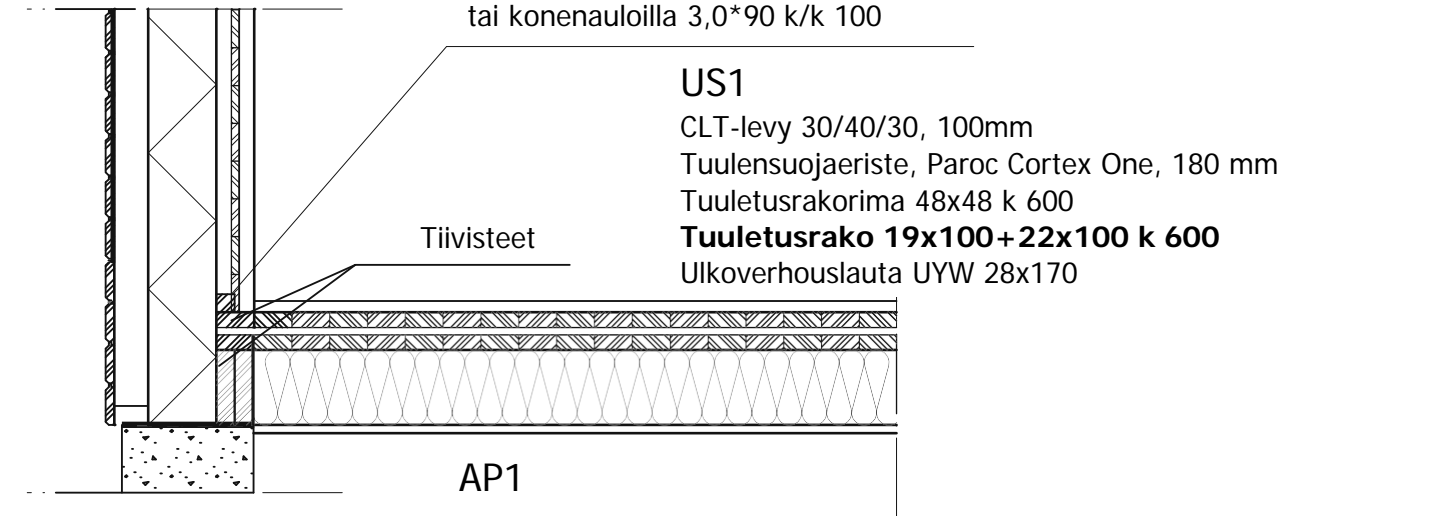 tai konenauloilla 3,0*90 k/k 100
US1
CLT-levy 30/40/30, 100mm
Tuulensuojaeriste, Paroc Cortex One, 180 mm
Tuuletusrakorima 48x48 k 600
Tuuletusrako 19x100+22x100 k 600
Ulkoverhouslauta UYW 28x170
Tiivisteet
AP1